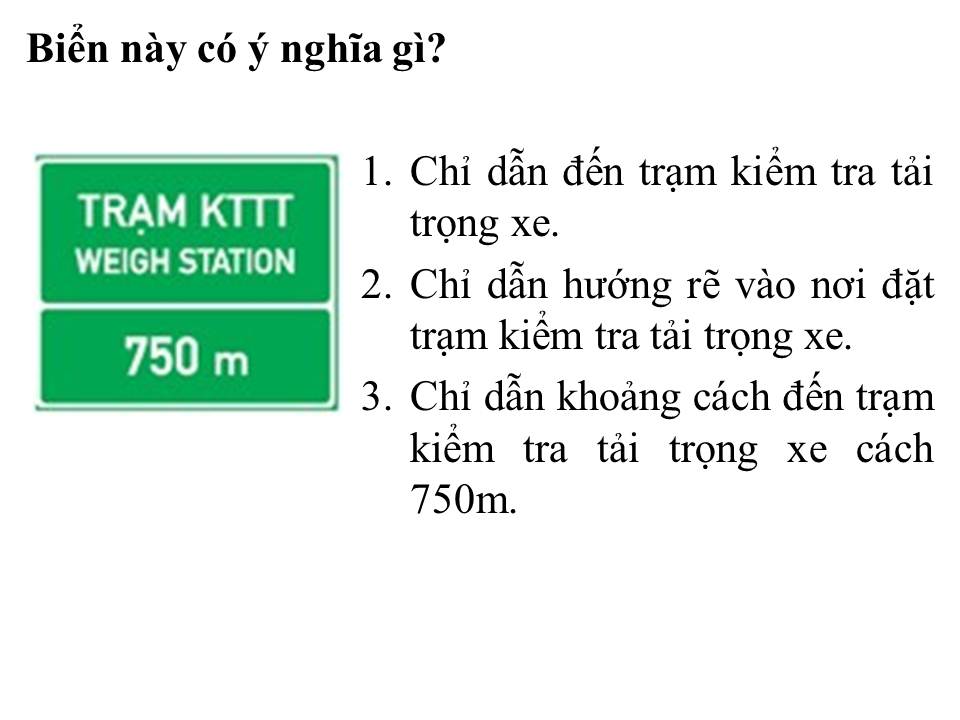 Biển này có ý nghĩa gì?
TRẠM KTTT
WEIGH STATION
750 m
1. Chỉ dẫn đến trạm kiểm tra tải
trọng xe.
2. Chỉ dẫn hướng rẽ vào nơi đặt
trạm kiểm tra tải trọng xe.
3. Chỉ dẫn khoảng cách đến trạm
kiểm tra tải trọng xe cách
750m.